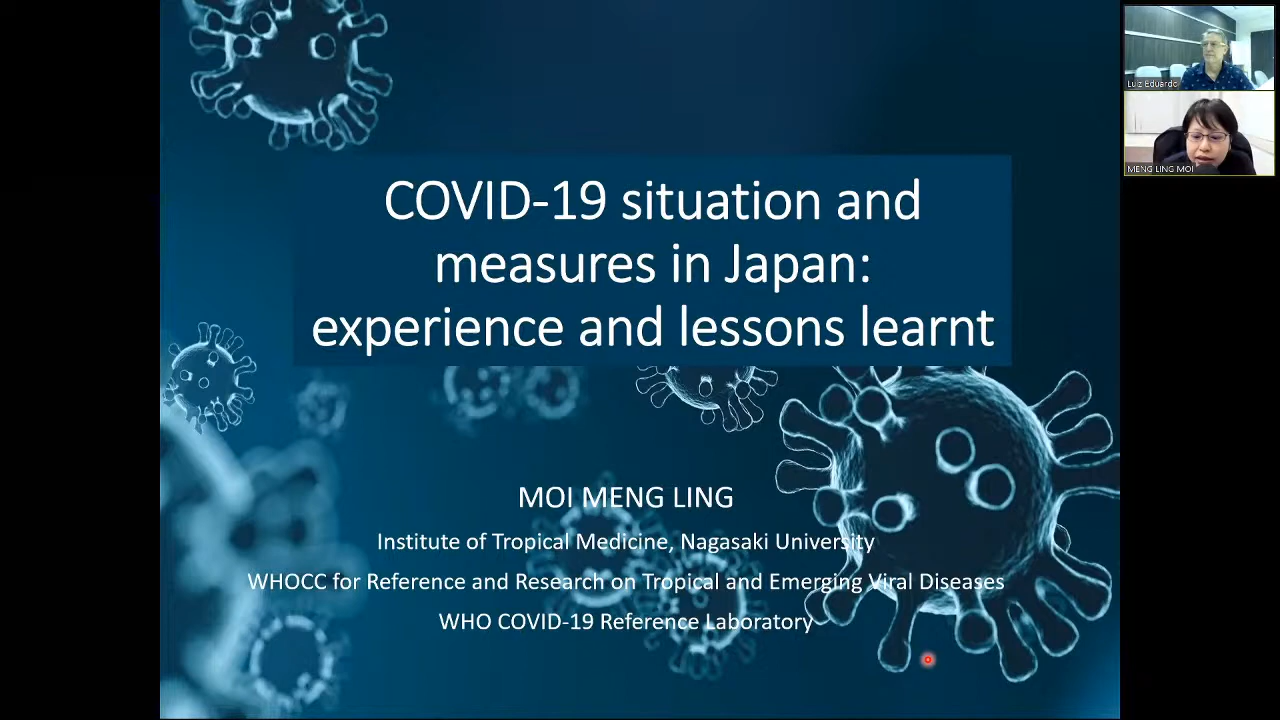 COVID-19 situation and
measures in Japan:
experience and lessons learnt
MOI MENG LING
Institute of Tropical Medicine, Nagasaki University
WHOCC for Reference and Research on Tropical and Emerging Viral Diseases
WHO COVID-19 Reference Laboratory
Luiz Eduardo
MENG LING MOI